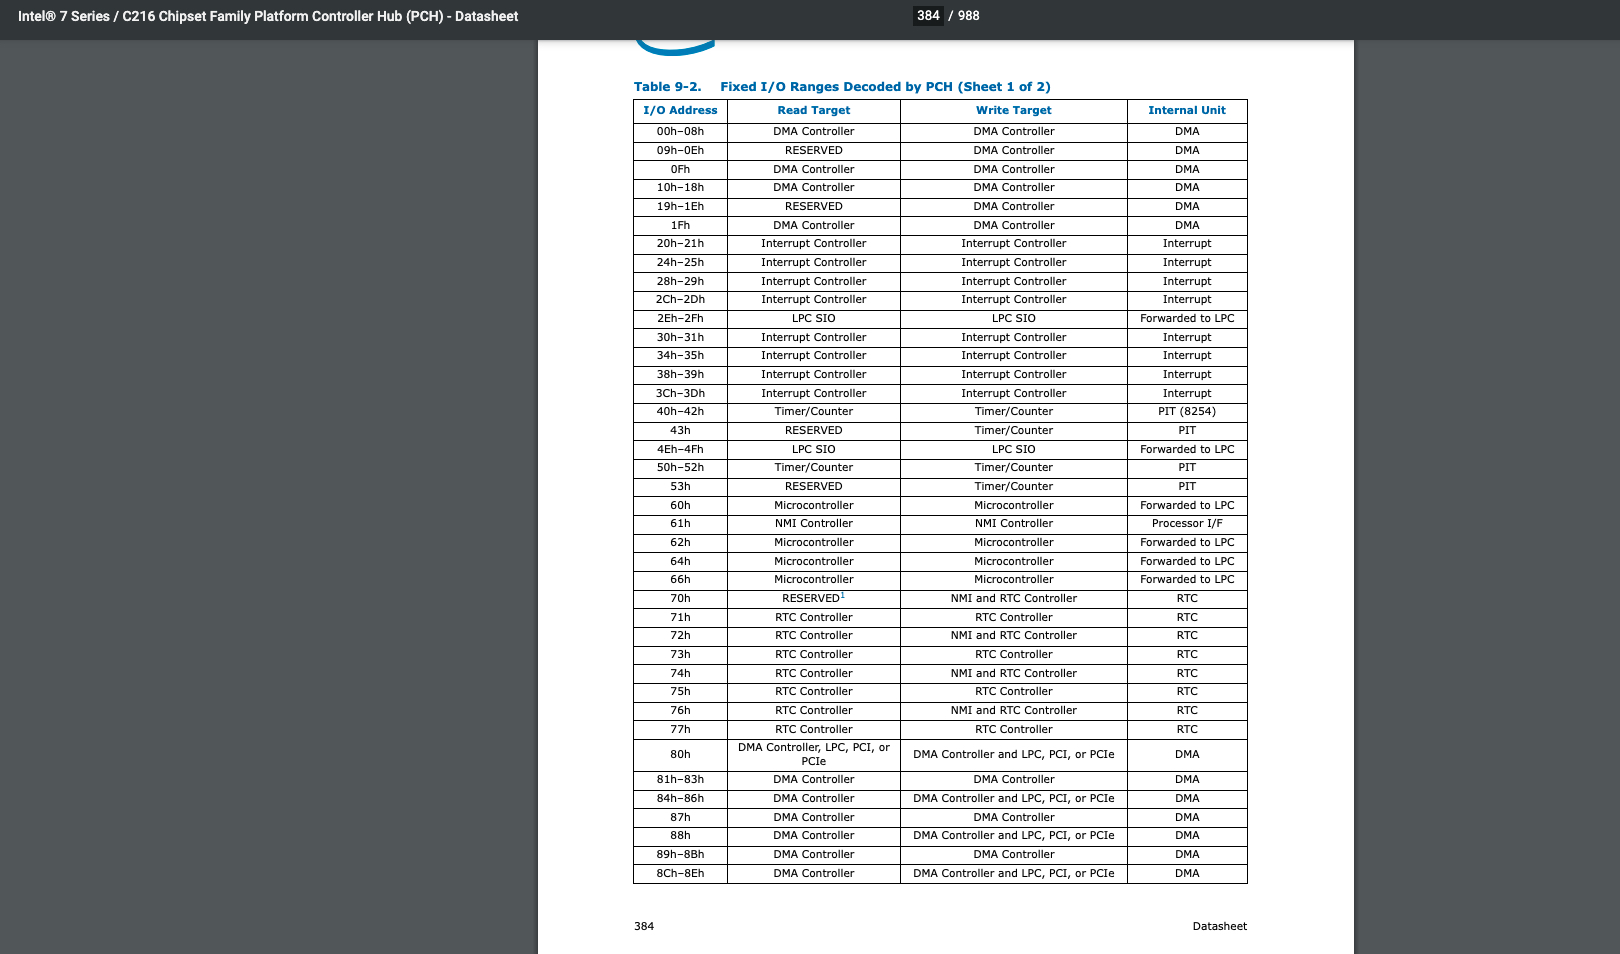 Intel® 7 Series / C216 Chipset Family Platform Controller Hub (PCH) - Datasheet 384 / 988
Table 9-2. Fixed I/O Ranges Decoded by PCH (Sheet 1 of 2)
I/O Address Read Target Write Target Internal Unit
00h–08h DMA Controller DMA Controller DMA
09h–0Eh RESERVED DMA Controller DMA
0Fh DMA Controller DMA Controller DMA
10h–18h DMA Controller DMA Controller DMA
19h–1Eh RESERVED DMA Controller DMA
1Fh DMA Controller DMA Controller DMA
20h–21h Interrupt Controller Interrupt Controller Interrupt
24h–25h Interrupt Controller Interrupt Controller Interrupt
28h–29h Interrupt Controller Interrupt Controller Interrupt
2Ch–2Dh Interrupt Controller Interrupt Controller Interrupt
2Eh–2Fh LPC SIO LPC SIO Forwarded to LPC
30h–31h Interrupt Controller Interrupt Controller Interrupt
34h–35h Interrupt Controller Interrupt Controller Interrupt
38h–39h Interrupt Controller Interrupt Controller Interrupt
3Ch–3Dh Interrupt Controller Interrupt Controller Interrupt
40h–42h Timer/Counter Timer/Counter PIT (8254)
43h RESERVED Timer/Counter PIT
4Eh–4Fh LPC SIO LPC SIO Forwarded to LPC
50h–52h Timer/Counter Timer/Counter PIT
53h RESERVED Timer/Counter PIT
60h Microcontroller Microcontroller Forwarded to LPC
61h NMI Controller NMI Controller Processor I/F
62h Microcontroller Microcontroller Forwarded to LPC
64h Microcontroller Microcontroller Forwarded to LPC
66h Microcontroller Microcontroller Forwarded to LPC
70h RESERVED1 NMI and RTC Controller RTC
71h RTC Controller RTC Controller RTC
72h RTC Controller NMI and RTC Controller RTC
73h RTC Controller RTC Controller RTC
74h RTC Controller NMI and RTC Controller RTC
75h RTC Controller RTC Controller RTC
76h RTC Controller NMI and RTC Controller RTC
77h RTC Controller RTC Controller RTC
80h DMA Controller, LPC, PCI, or PCIe DMA Controller and LPC, PCI, or PCIe DMA
81h–83h DMA Controller DMA Controller DMA
84h–86h DMA Controller DMA Controller and LPC, PCI, or PCIe DMA
87h DMA Controller DMA Controller DMA
88h DMA Controller DMA Controller and LPC, PCI, or PCIe DMA
89h–8Bh DMA Controller DMA Controller DMA
8Ch–8Eh DMA Controller DMA Controller and LPC, PCI, or PCIe DMA
384 Datasheet